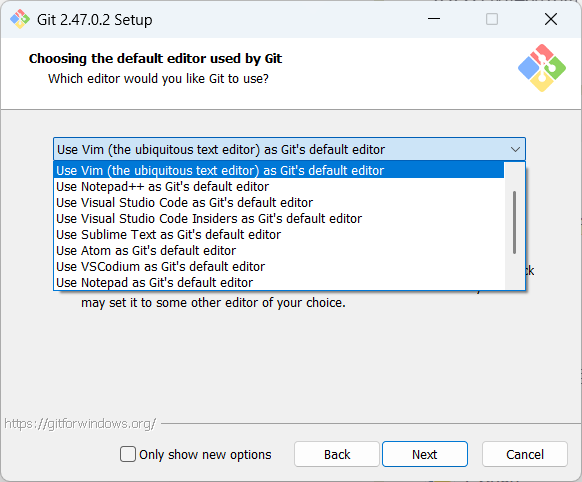 Git 2.47.0.2 Setup
Choosing the default editor used by Git
Which editor would you like Git to use?
Use Vim (the ubiquitous text editor) as Git's default editor
Use Vim (the ubiquitous text editor) as Git's default editor
Use Notepad++ as Git's default editor
Use Visual Studio Code as Git's default editor
Use Visual Studio Code Insiders as Git's default editor
Use Sublime Text as Git's default editor
Use Atom as Git's default editor
Use VSCodium as Git's default editor
Use Notepad as Git's default editor
may set it to some other editor of your choice.
https://gitforwindows.org/
Only show new options
Back
Next
Cancel